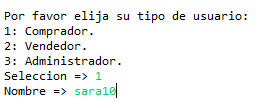 Por favor elija su tipo de usuario:
1: Comprador.
2: Vendedor.
3: Administrador.
Seleccion => 1
Nombre => sara10